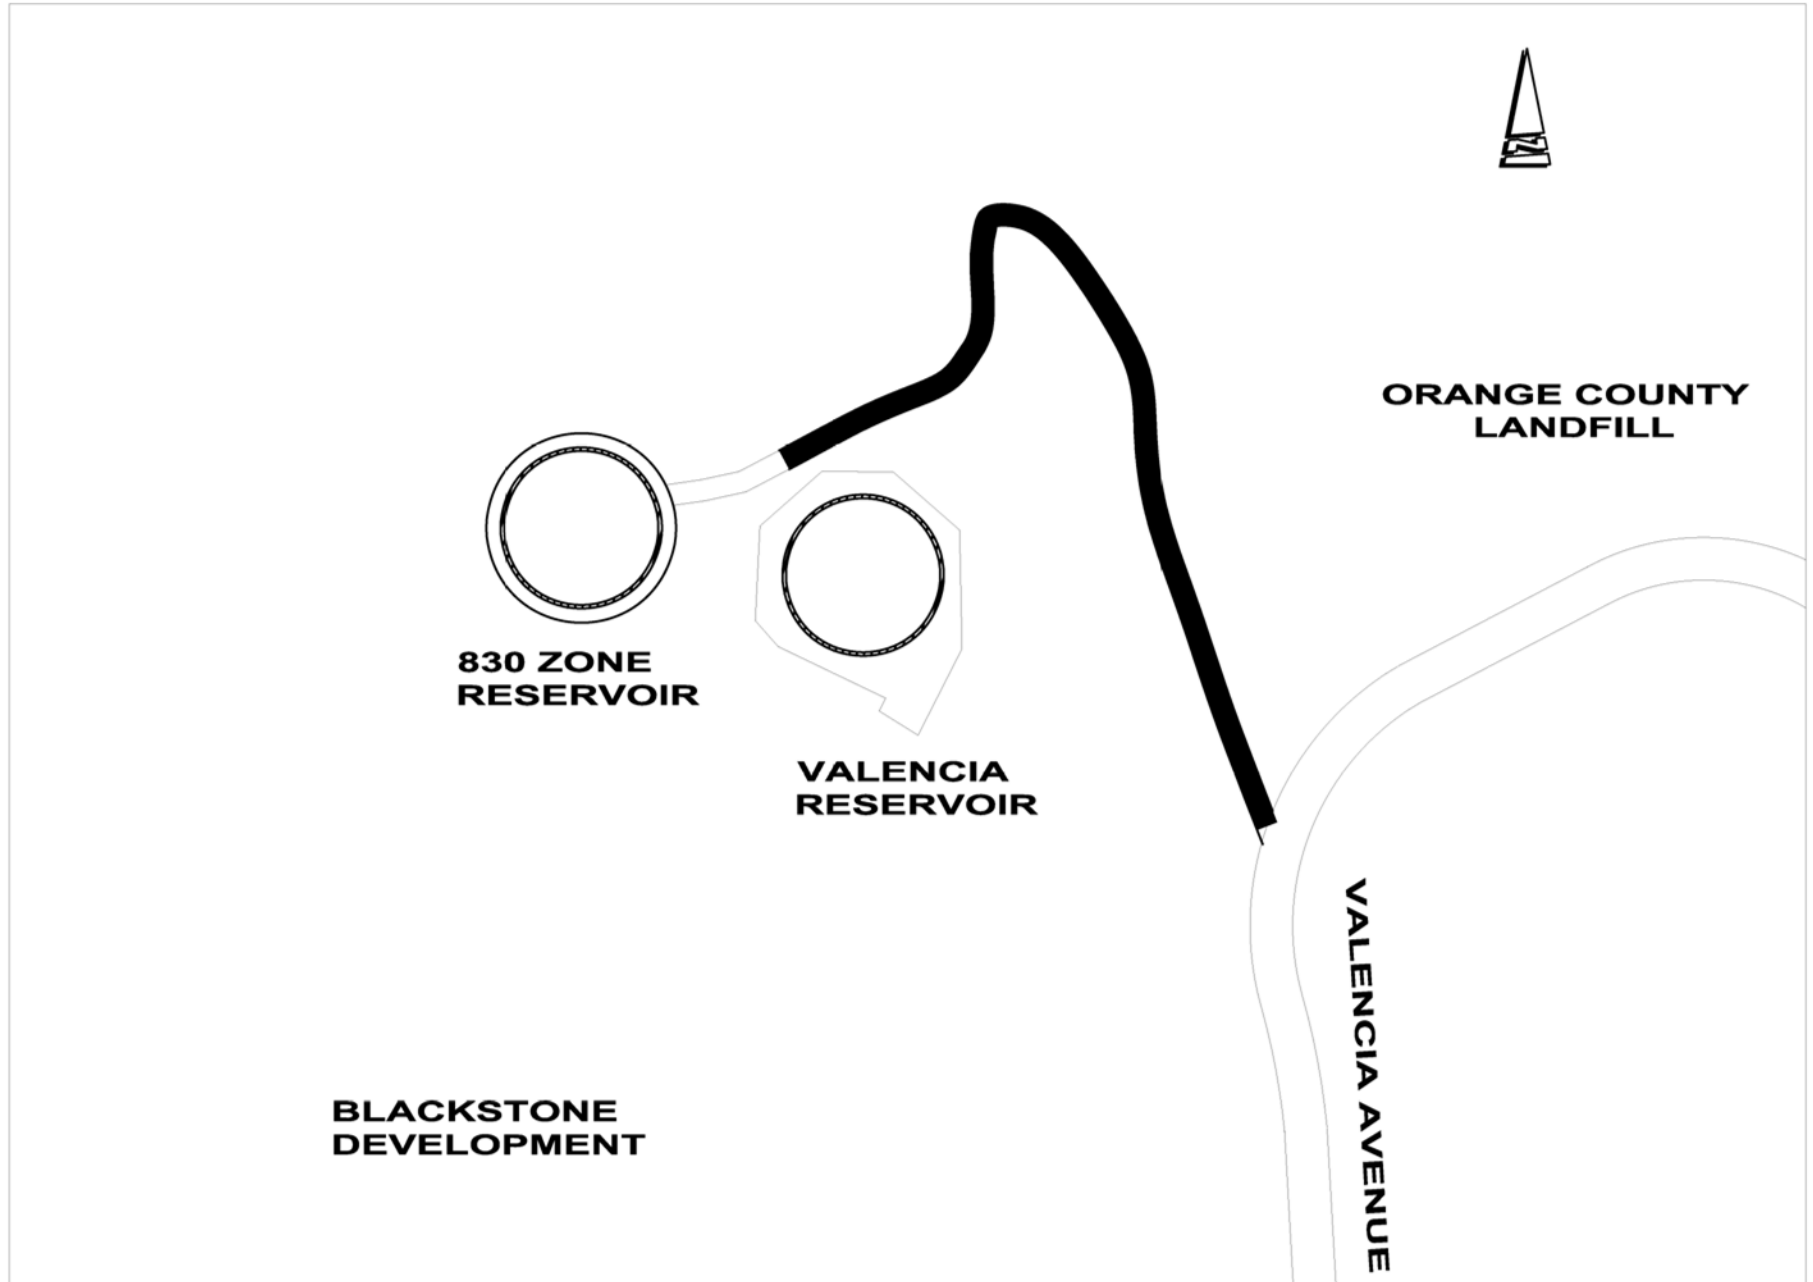 N
ORANGE COUNTY
LANDFILL
830 ZONE
RESERVOIR
VALENCIA
RESERVOIR
VALENCIA AVENUE
BLACKSTONE
DEVELOPMENT